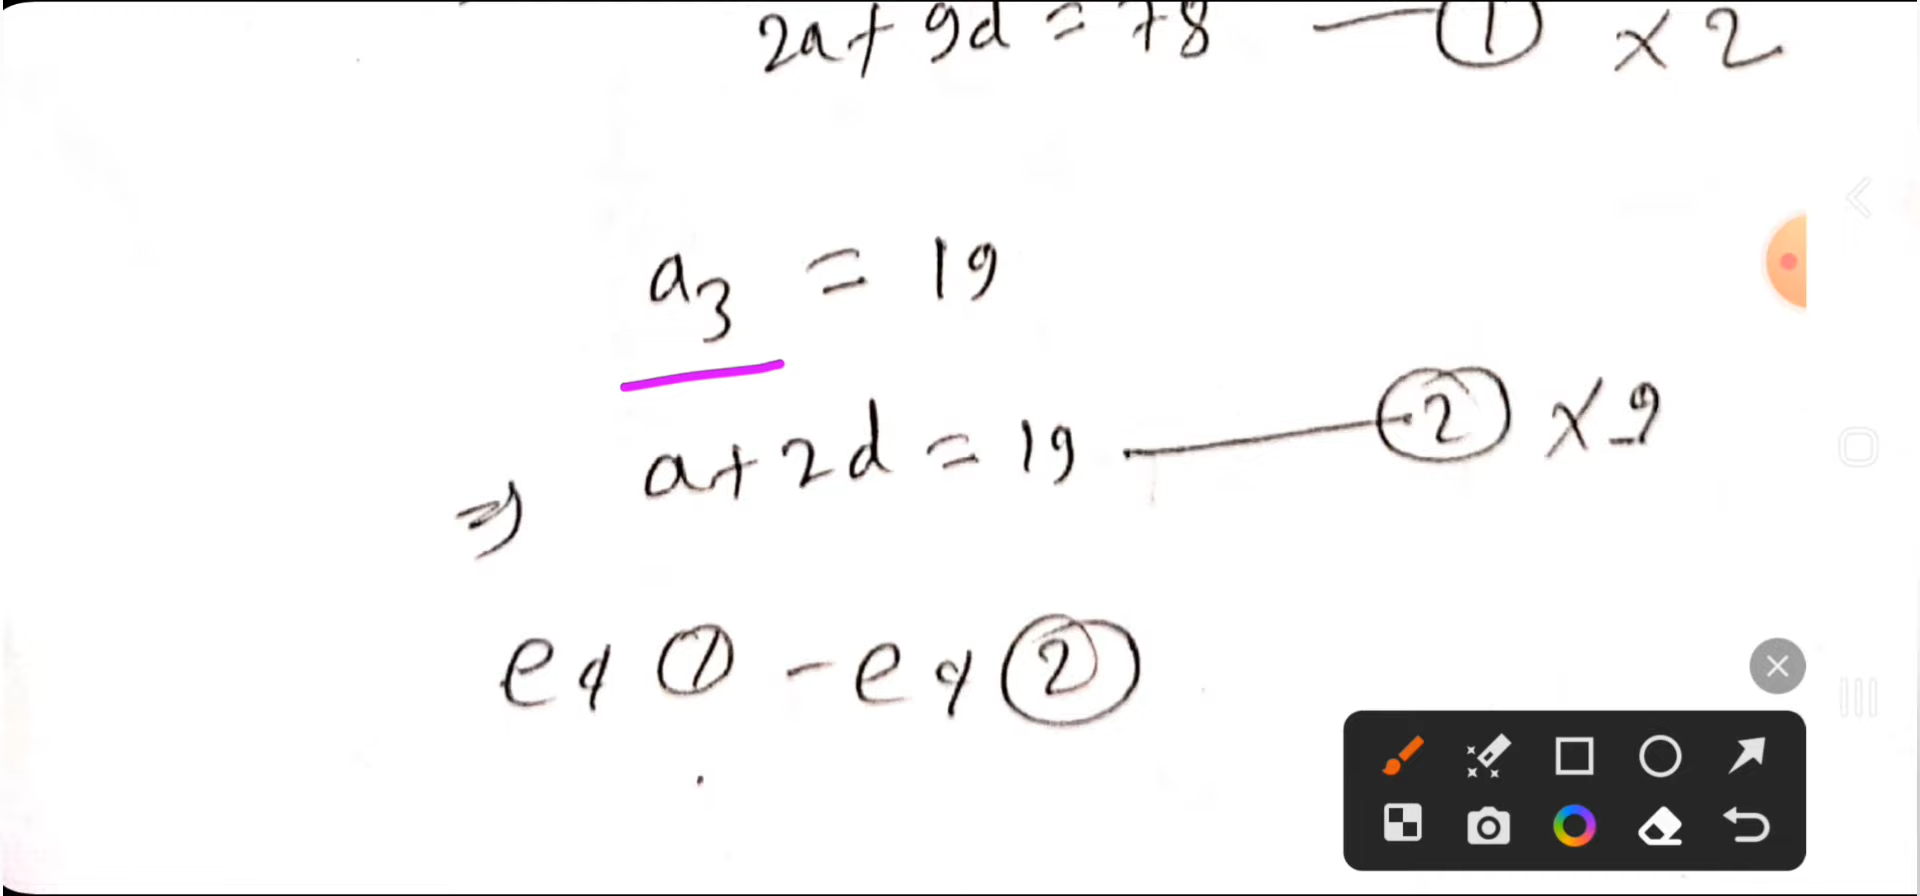 2a + 9d = 78 — ① × 2
a₃ = 19
⇒ a + 2d = 19 — ② × 9
eq ① - eq ②